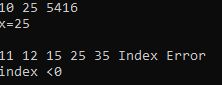 10 25 5416
x=25
11 12 15 25 35 Index Error
index <0